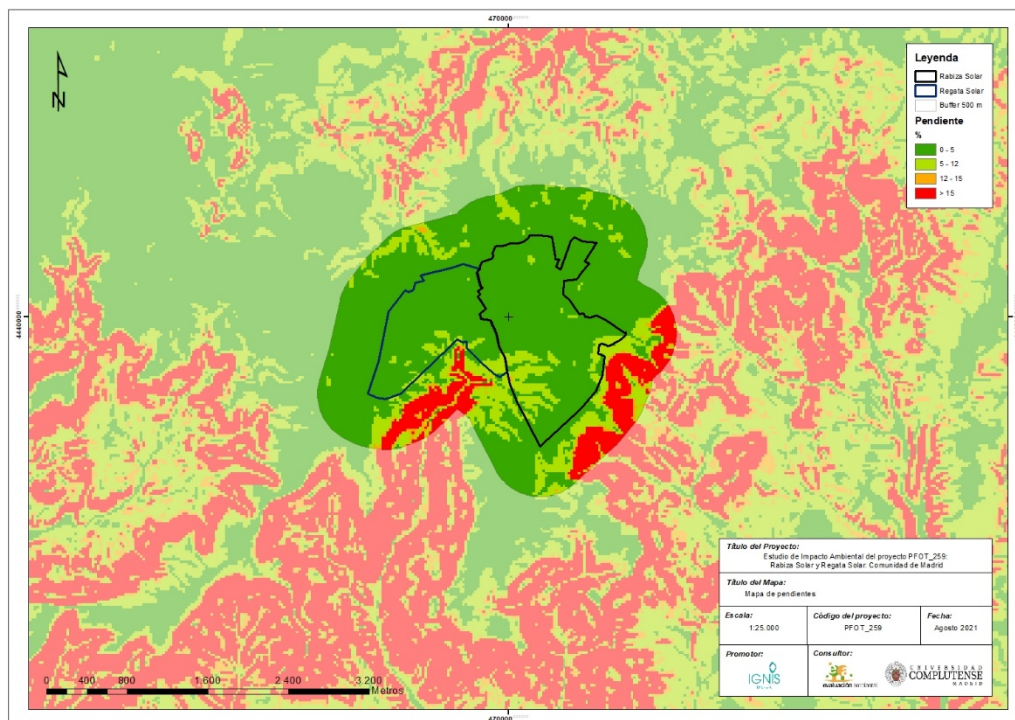 470000
N
Leyenda
Rabiza Solar
Regata Solar
Buffer 500 m
Pendiente
%
0 - 5
5 - 12
12 - 15
> 15
4440000
Título del Proyecto:
Estudio de Impacto Ambiental del proyecto PFOT_259:
Rabiza Solar y Regata Solar. Comunidad de Madrid
Título del Mapa:
Mapa de pendientes
Escala: Código del proyecto: Fecha:
1:25.000 PFOT_259 Agosto 2021
Promotor: Consultor:
IGNIS
evaluación ambiental
UNIVERSIDAD
COMPLUTENSE
MADRID
0 400 800 1.600 2.400 3.200
Metros
470000